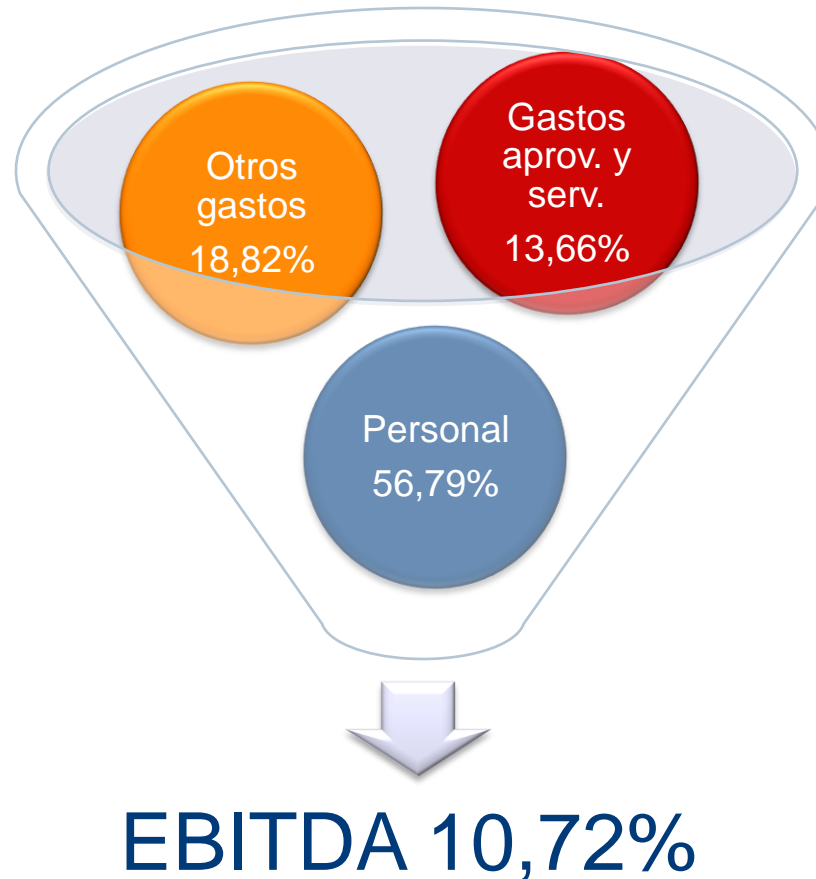 Otros
gastos
18,82%
Gastos
aprov. y
serv.
13,66%
Personal
56,79%
EBITDA 10,72%